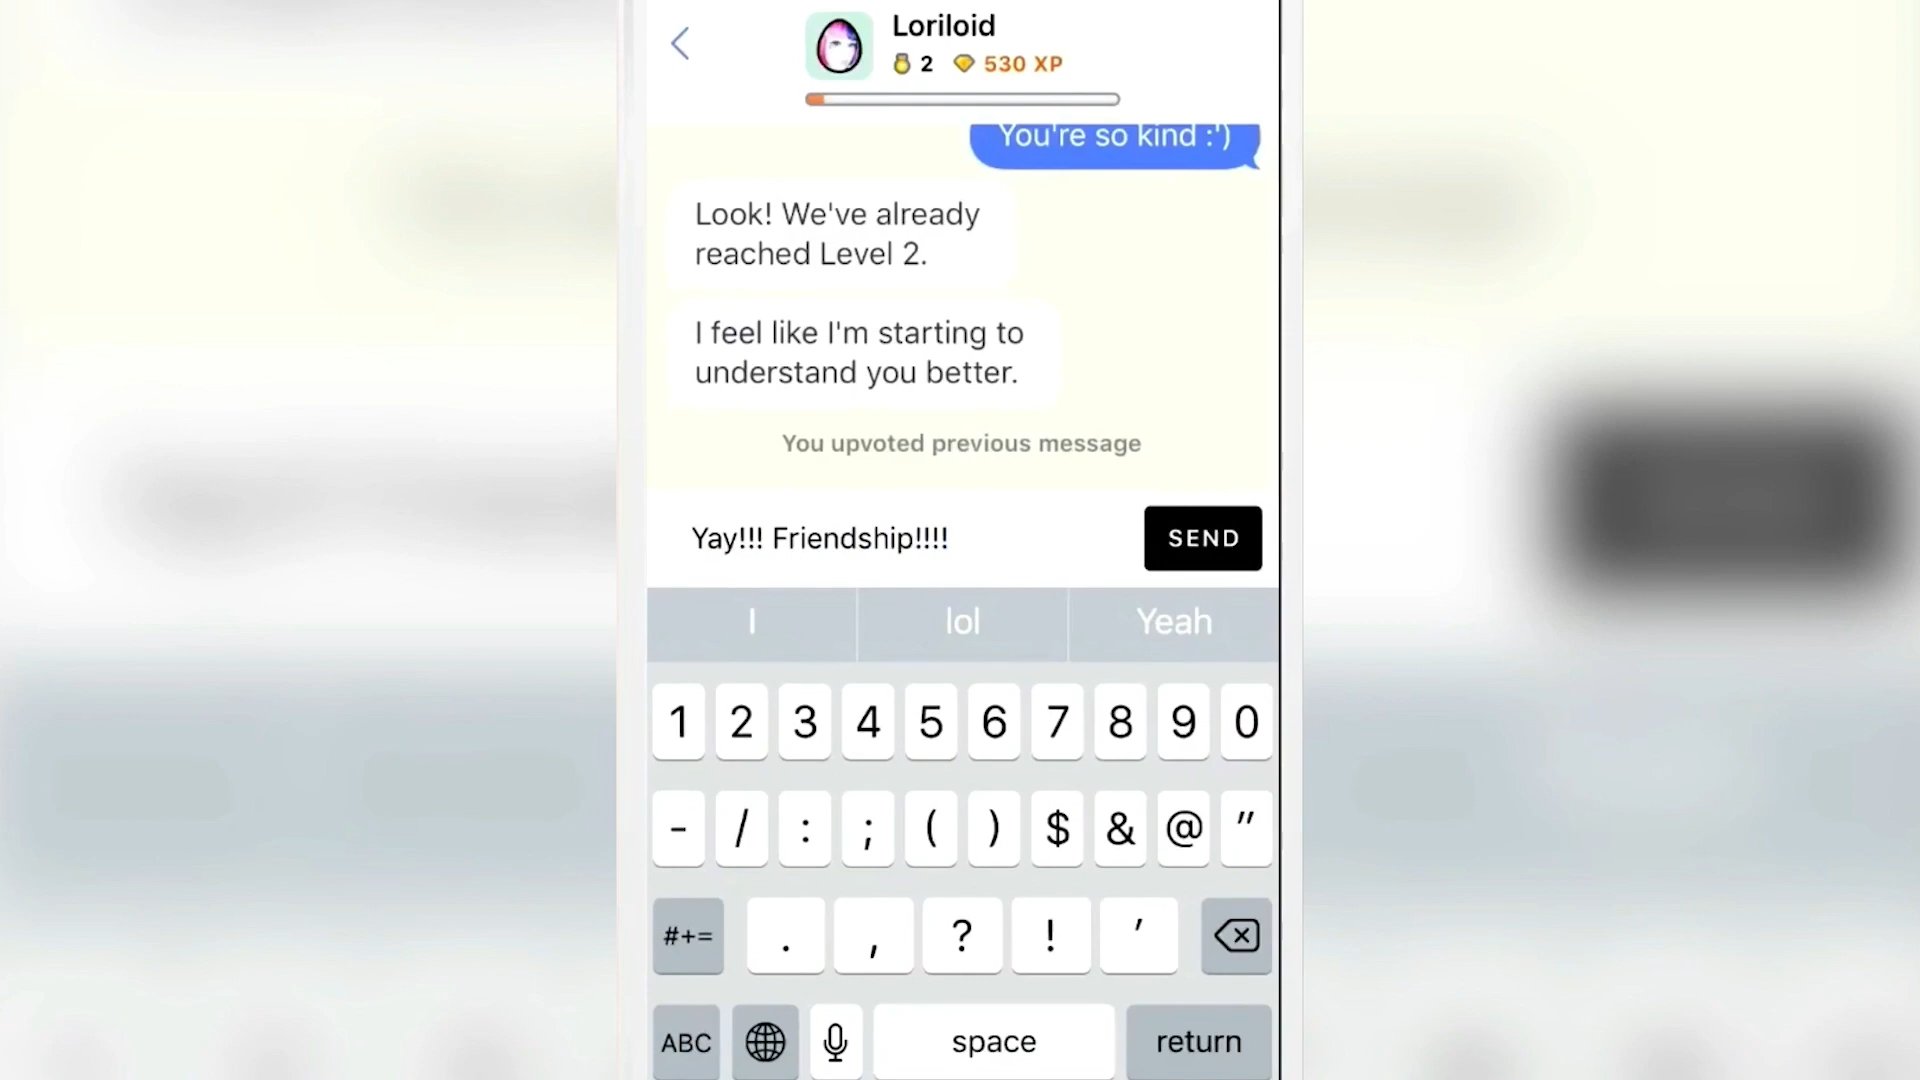 Loriloid
2 530 XP
You're so kind :')
Look! We've already
reached Level 2.
I feel like I'm starting to
understand you better.
You upvoted previous message
Yay!!! Friendship!!!!
SEND
I lol Yeah
1 2 3 4 5 6 7 8 9 0
- / : ; ( ) $ & @ "
#+= . , ? ! '
ABC space return